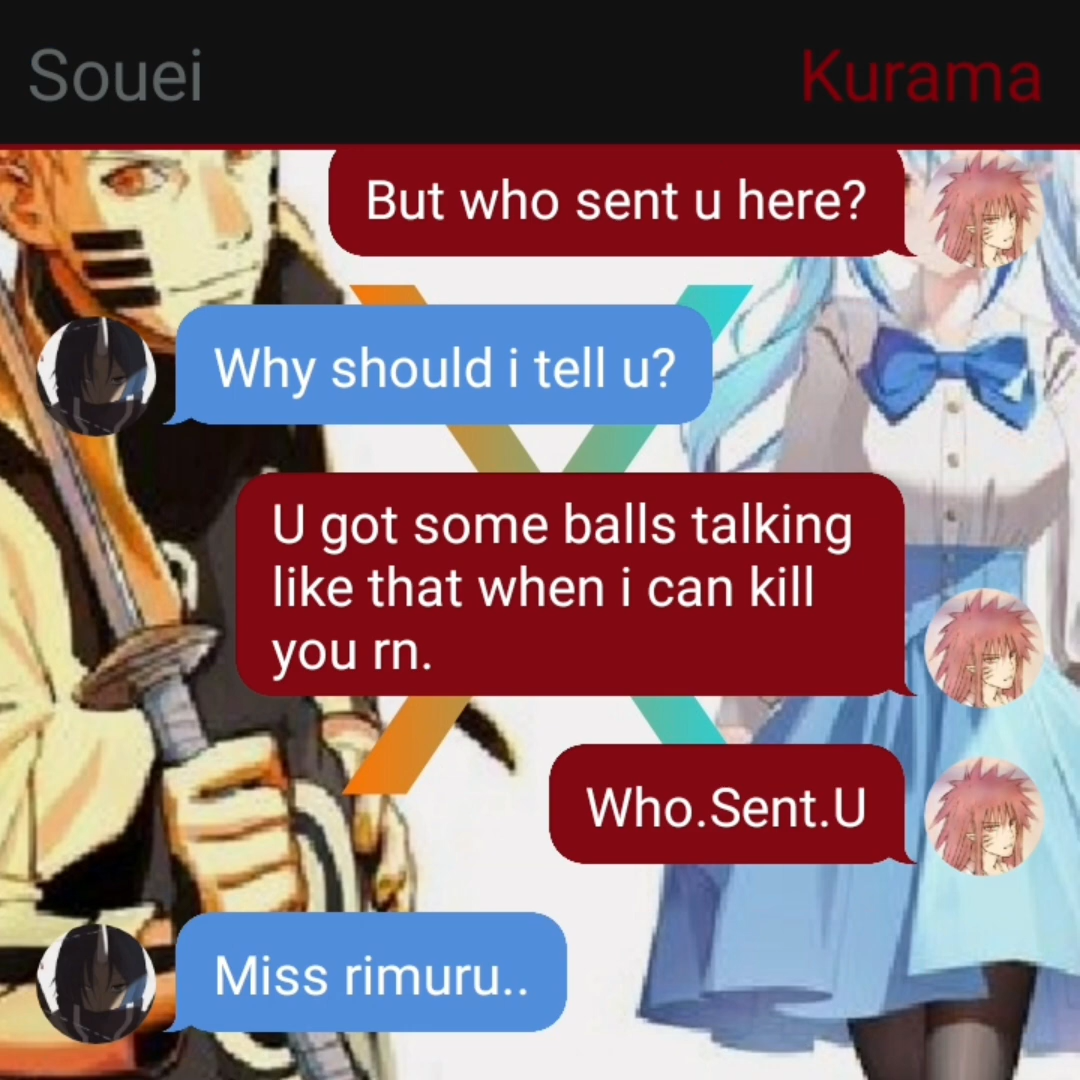 Souei
Kurama
But who sent u here?
Why should i tell u?
U got some balls talking
like that when i can kill
you rn.
Who.Sent.U
Miss rimuru..